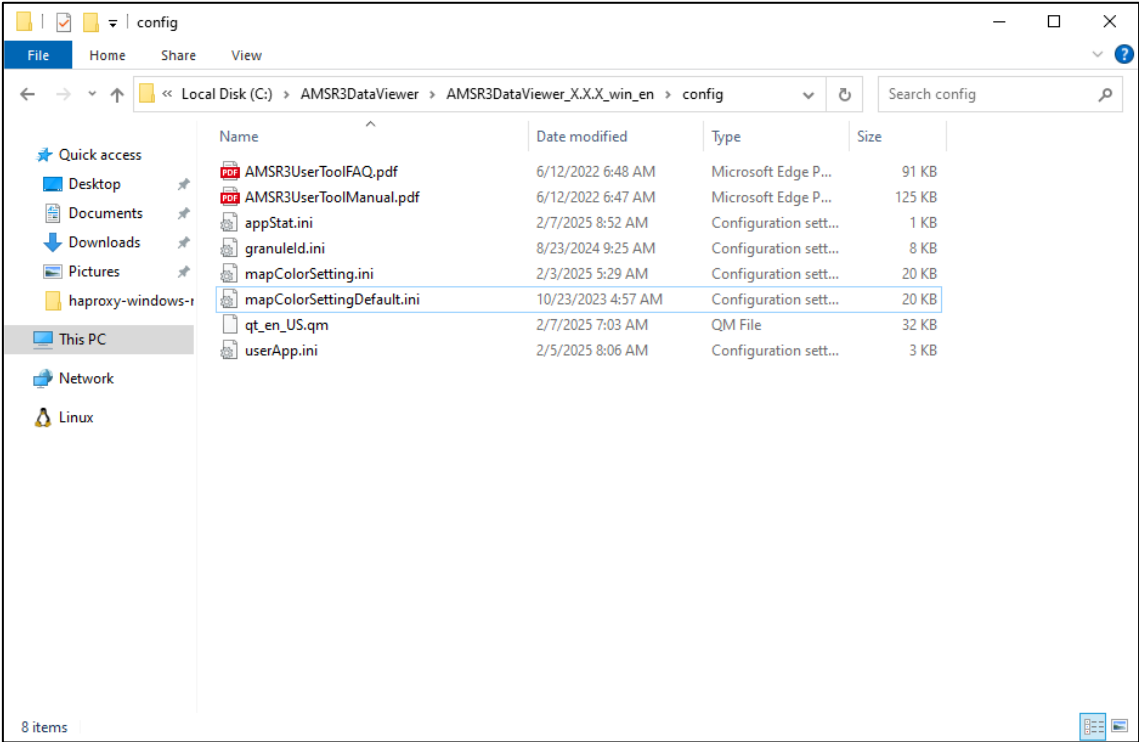 config
File Home Share View
« Local Disk (C:) › AMSR3DataViewer › AMSR3DataViewer_X.X.X_win_en › config
Search config
Name Date modified Type Size
Quick access
Desktop
Documents
Downloads
Pictures
haproxy-windows-r
This PC
Network
Linux
AMSR3UserToolFAQ.pdf 6/12/2022 6:48 AM Microsoft Edge P... 91 KB
AMSR3UserToolManual.pdf 6/12/2022 6:47 AM Microsoft Edge P... 125 KB
appStat.ini 2/7/2025 8:52 AM Configuration sett... 1 KB
granuleId.ini 8/23/2024 9:25 AM Configuration sett... 8 KB
mapColorSetting.ini 2/3/2025 5:29 AM Configuration sett... 20 KB
mapColorSettingDefault.ini 10/23/2023 4:57 AM Configuration sett... 20 KB
qt_en_US.qm 2/7/2025 7:03 AM QM File 32 KB
userApp.ini 2/5/2025 8:06 AM Configuration sett... 3 KB
8 items